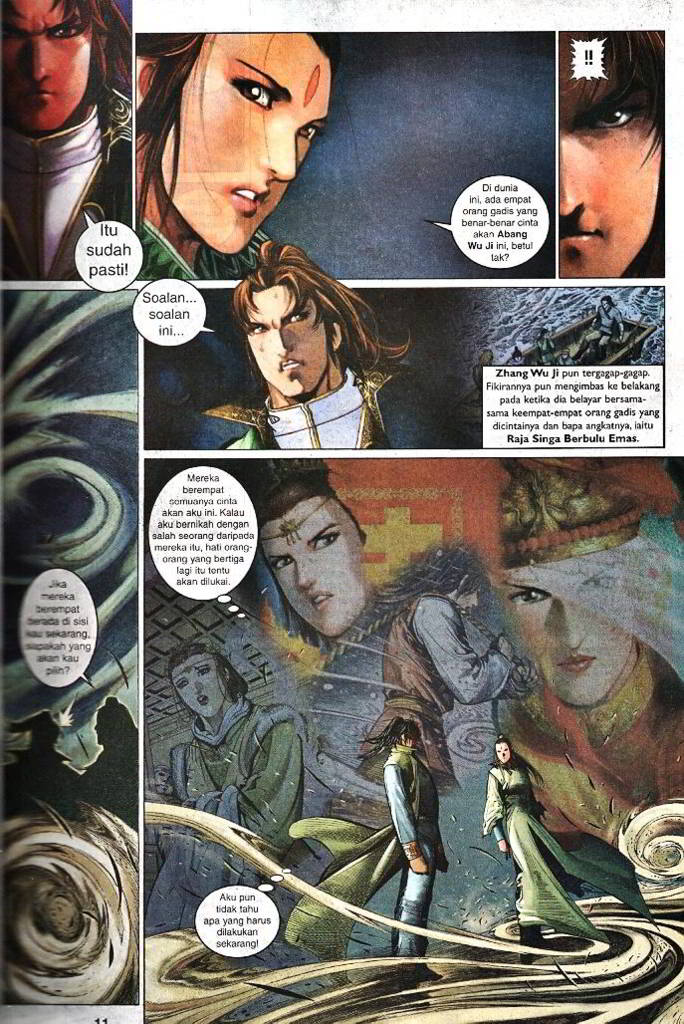 Itu
sudah
pasti!
Di dunia
ini, ada empat
orang gadis yang
benar-benar cinta
akan Abang
Wu Ji ini, betul
tak?
!!
Soalan...
soalan
ini...
Zhang Wu Ji pun tergagap-gagap.
Fikirannya pun mengimbas ke belakang
pada ketika dia belayar bersama-
sama keempat-empat orang gadis yang
dicintainya dan bapa angkatnya, iaitu
Raja Singa Berbulu Emas.
Jika
mereka
berempat
berada di sisi
kau sekarang,
siapakah yang
akan kau
pilih?
Mereka
berempat
semuanya cinta
akan aku ini. Kalau
aku bernikah dengan
salah seorang daripada
mereka itu, hati orang-
orang yang bertiga
lagi itu tentu
akan dilukai.
Aku pun
tidak tahu
apa yang harus
dilakukan
sekarang!
11